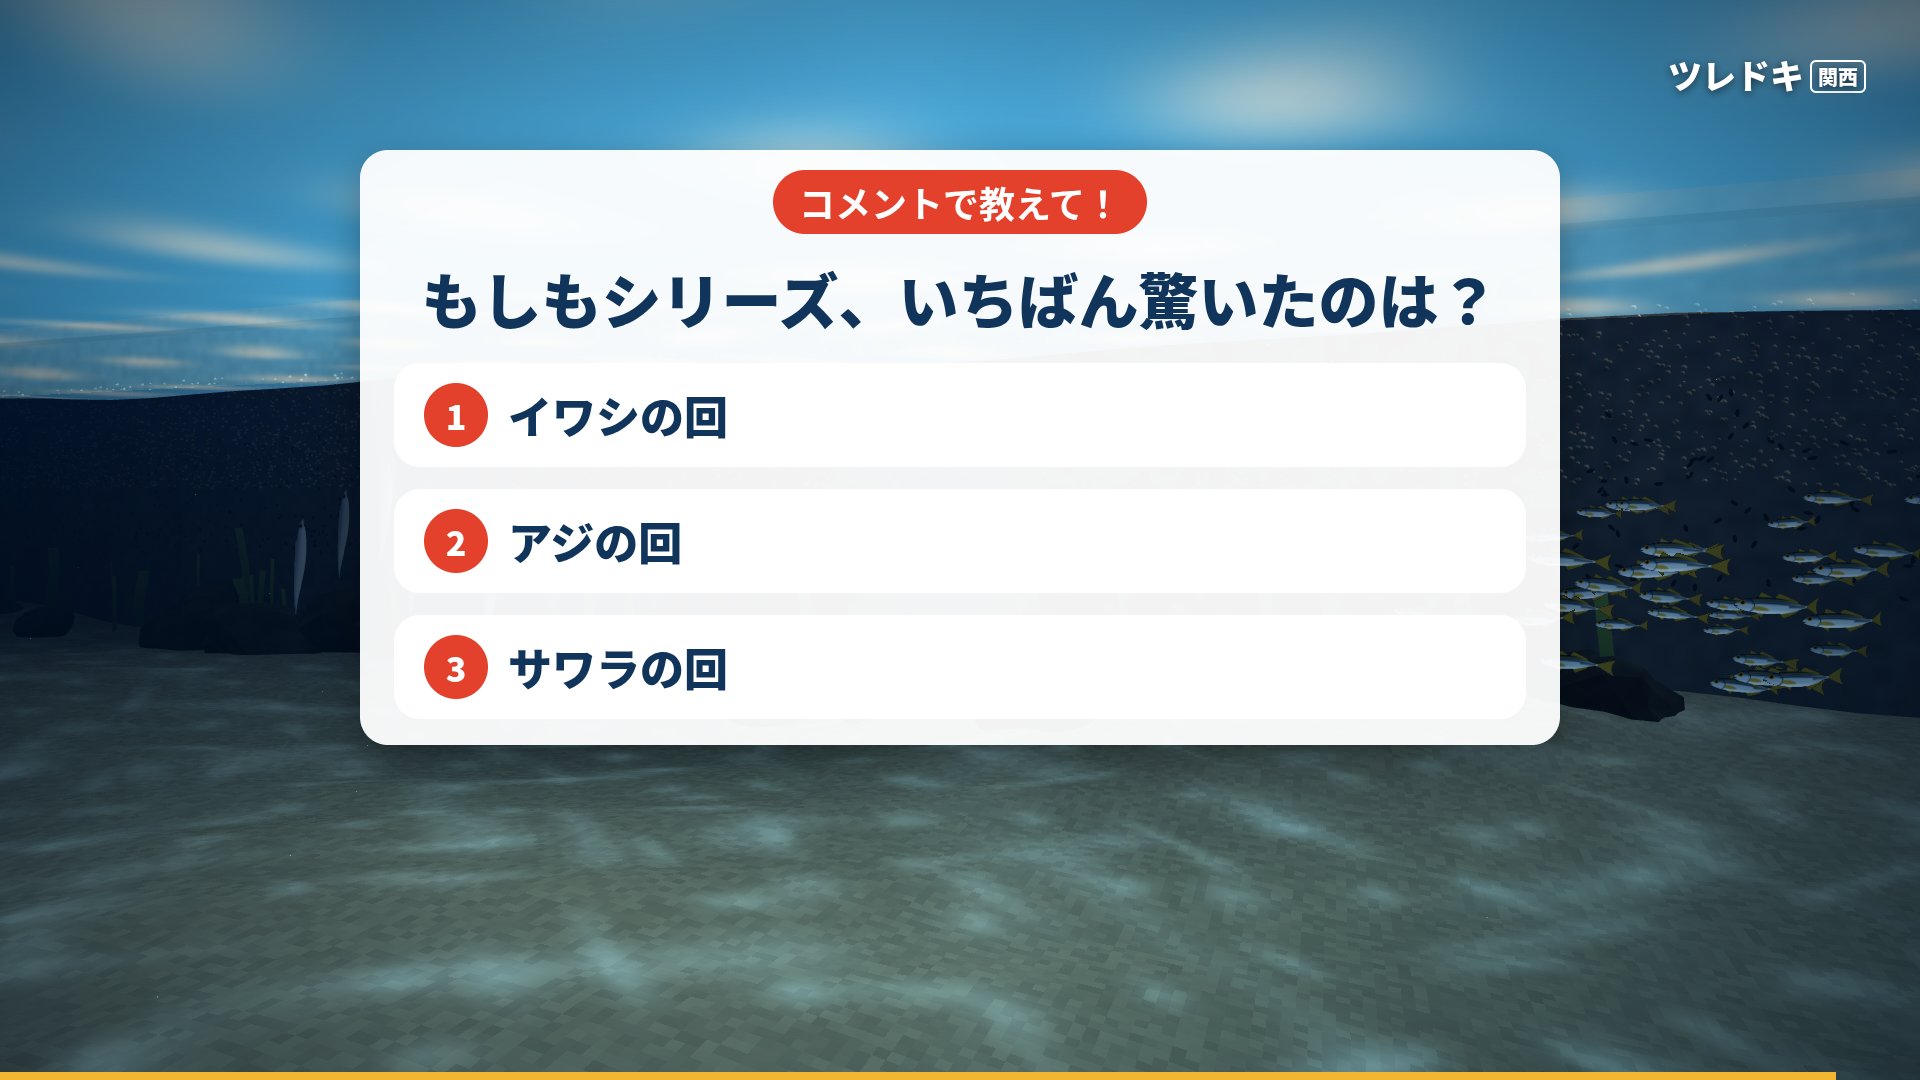 ツレドキ 関西
コメントで教えて！
もしもシリーズ、いちばん驚いたのは？
1 イワシの回
2 アジの回
3 サワラの回